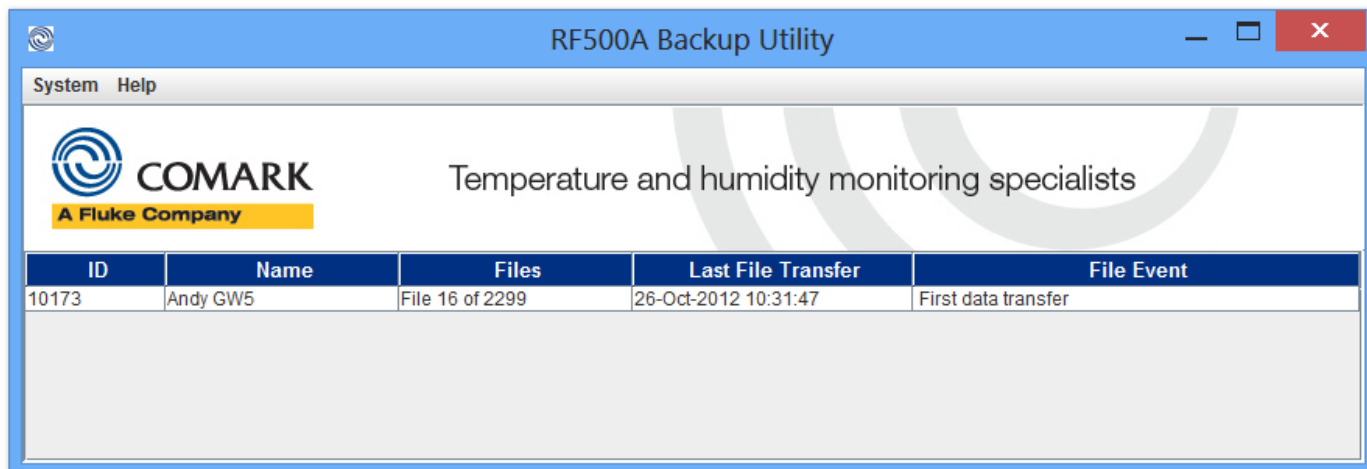 RF500A Backup Utility
System Help
COMARK
A Fluke Company
Temperature and humidity monitoring specialists
ID Name Files Last File Transfer File Event
10173 Andy GW5 File 16 of 2299 26-Oct-2012 10:31:47 First data transfer